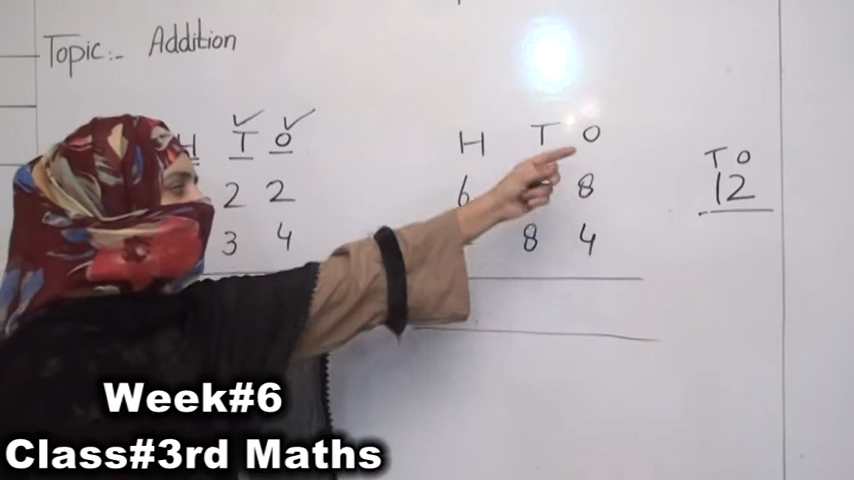 Topic:- Addition
H T O
2 2
3 4
H T O
6 8
8 4
T O
12
Week#6
Class#3rd Maths